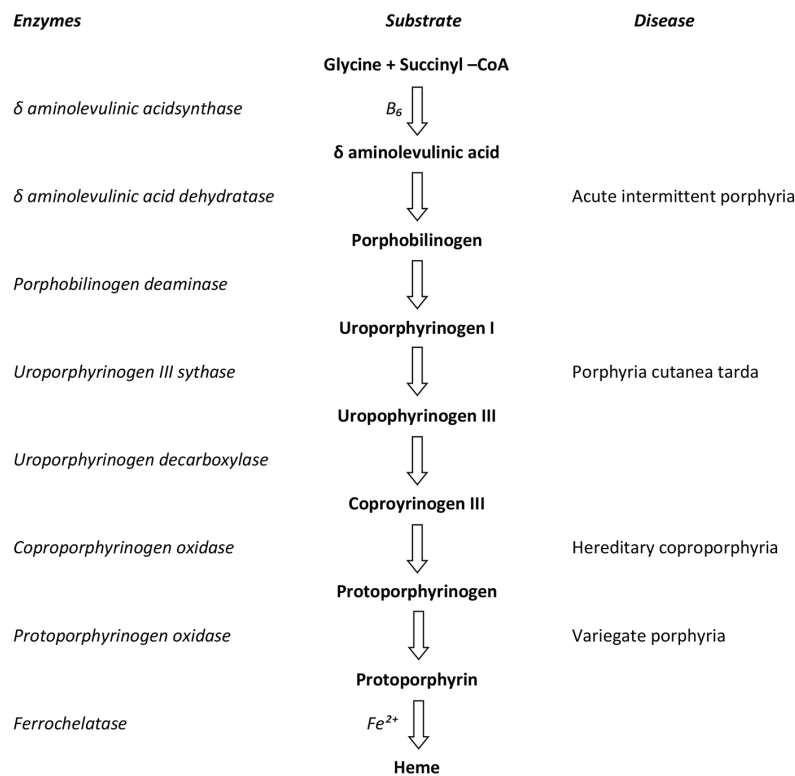 Enzymes Substrate Disease
Glycine + Succinyl –CoA
δ aminolevulinic acidsynthase B₆
δ aminolevulinic acid
δ aminolevulinic acid dehydratase Acute intermittent porphyria
Porphobilinogen
Porphobilinogen deaminase
Uroporphyrinogen I
Uroporphyrinogen III sythase Porphyria cutanea tarda
Uropophyrinogen III
Uroporphyrinogen decarboxylase
Coproyrinogen III
Coproporphyrinogen oxidase Hereditary coproporphyria
Protoporphyrinogen
Protoporphyrinogen oxidase Variegate porphyria
Protoporphyrin
Ferrochelatase Fe²⁺
Heme